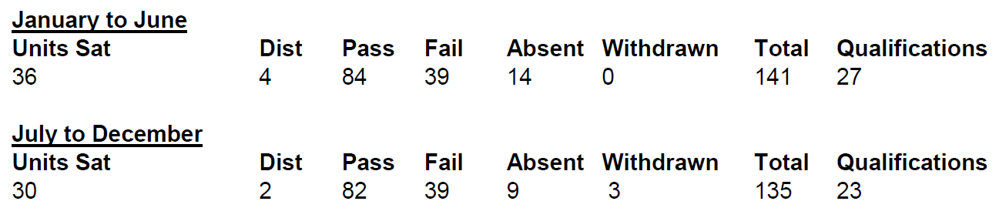 January to June
Units Sat Dist Pass Fail Absent Withdrawn Total Qualifications
36 4 84 39 14 0 141 27
July to December
Units Sat Dist Pass Fail Absent Withdrawn Total Qualifications
30 2 82 39 9 3 135 23